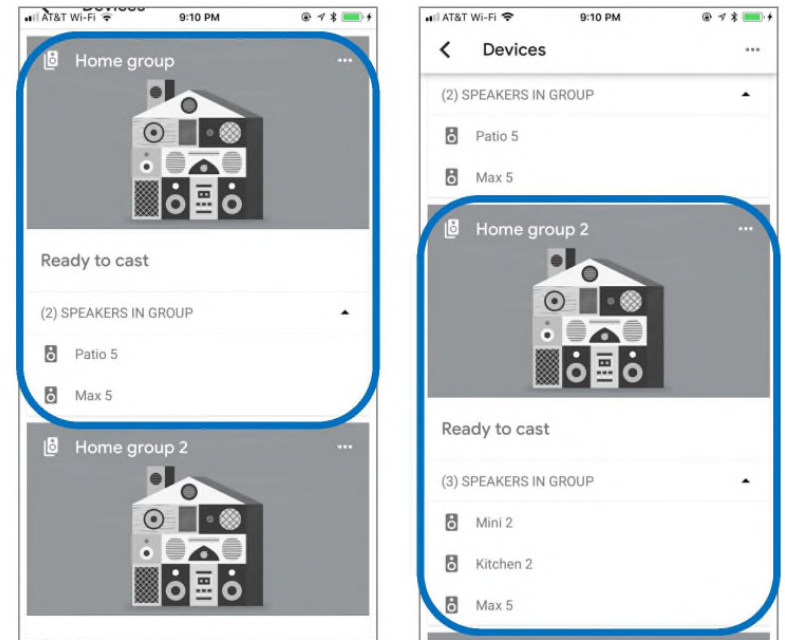 AT&T Wi-Fi 9:10 PM
Devices
Home group
Ready to cast
(2) SPEAKERS IN GROUP
Patio 5
Max 5
Home group 2
AT&T Wi-Fi 9:10 PM
Devices
(2) SPEAKERS IN GROUP
Patio 5
Max 5
Home group 2
Ready to cast
(3) SPEAKERS IN GROUP
Mini 2
Kitchen 2
Max 5